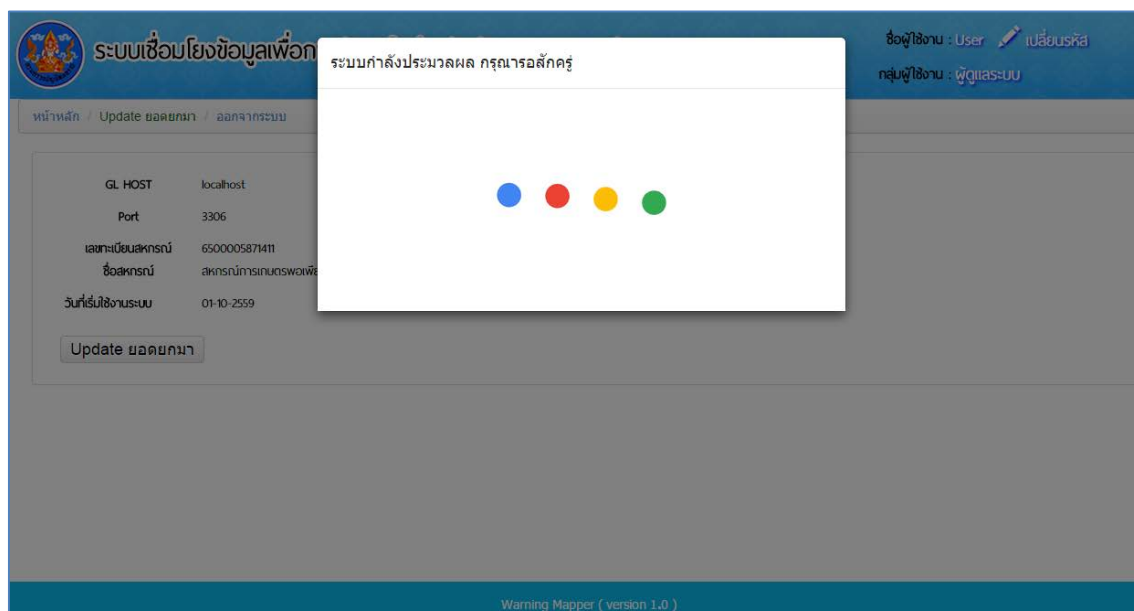 ระบบเชื่อมโยงข้อมูลเพื่อก
ชื่อผู้ใช้งาน : User เปลี่ยนรหัส
กลุ่มผู้ใช้งาน : ผู้ดูแลระบบ
ระบบกำลังประมวลผล กรุณารอสักครู่
หน้าหลัก / Update ยอดยกมา / ออกจากระบบ
GL HOST localhost
Port 3306
เลขทะเบียนสหกรณ์ 6500005871411
ชื่อสหกรณ์ สหกรณ์การเกษตรพอเพีย
วันที่เริ่มใช้งานระบบ 01-10-2559
Update ยอดยกมา
Warning Mapper ( version 1.0 )